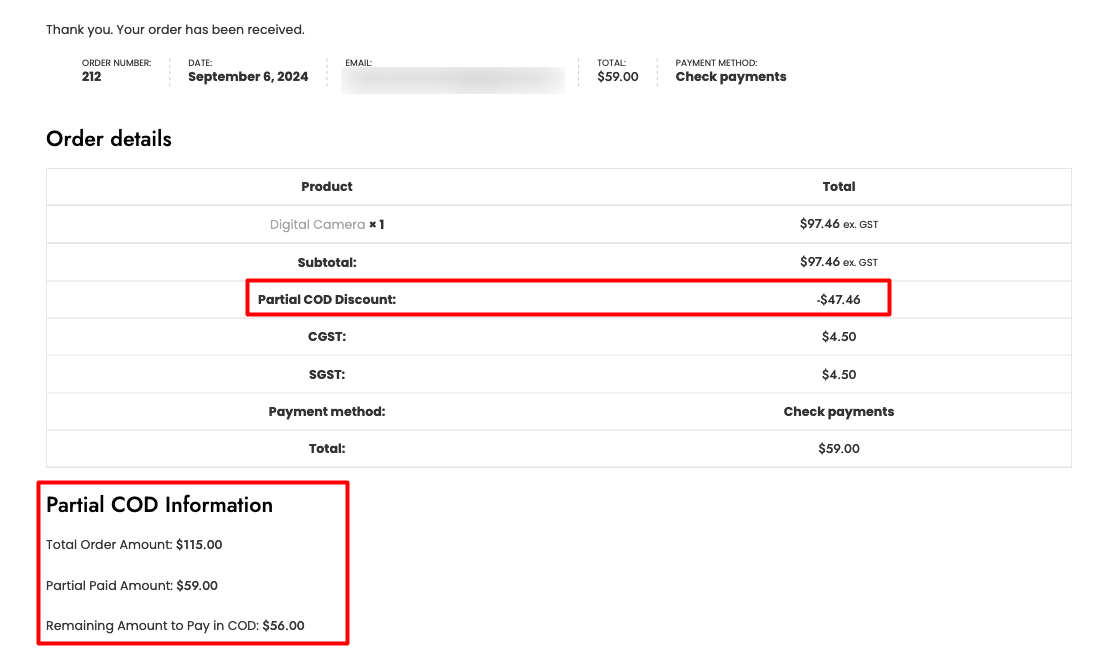 Thank you. Your order has been received.
ORDER NUMBER: DATE: EMAIL: TOTAL: PAYMENT METHOD:
212 September 6, 2024 $59.00 Check payments
Order details
Product Total
Digital Camera × 1 $97.46 ex. GST
Subtotal: $97.46 ex. GST
Partial COD Discount: -$47.46
CGST: $4.50
SGST: $4.50
Payment method: Check payments
Total: $59.00
Partial COD Information
Total Order Amount: $115.00
Partial Paid Amount: $59.00
Remaining Amount to Pay in COD: $56.00